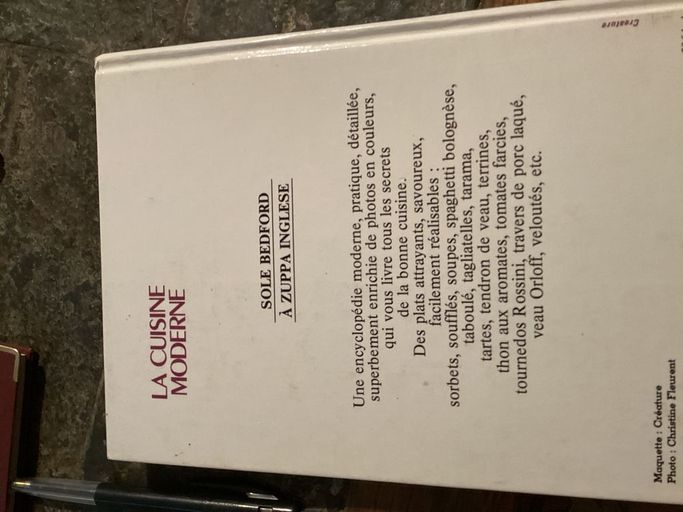 LA CUISINE
MODERNE
SOLE BEDFORD
À ZUPPA INGLESE
Une encyclopédie moderne, pratique, détaillée,
superbement enrichie de photos en couleurs,
qui vous livre tous les secrets
de la bonne cuisine.
Des plats attrayants, savoureux,
facilement réalisables :
sorbets, soufflés, soupes, spaghetti bolognèse,
taboulé, tagliatelles, tarama,
tartes, tendron de veau, terrines,
thon aux aromates, tomates farcies,
tournedos Rossini, travers de porc laqué,
veau Orloff, veloutés, etc.
Maquette : Créature
Photo : Christine Fleurent
Créature